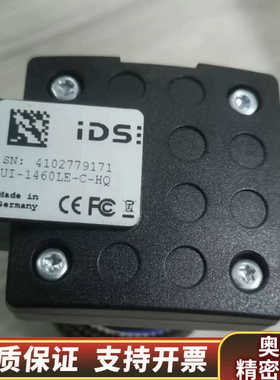 iDS:
SN: 4102779171
UI-1460LE-C-HQ
Made in
Germany
CE FC
质保证 支持开票
奥
精密